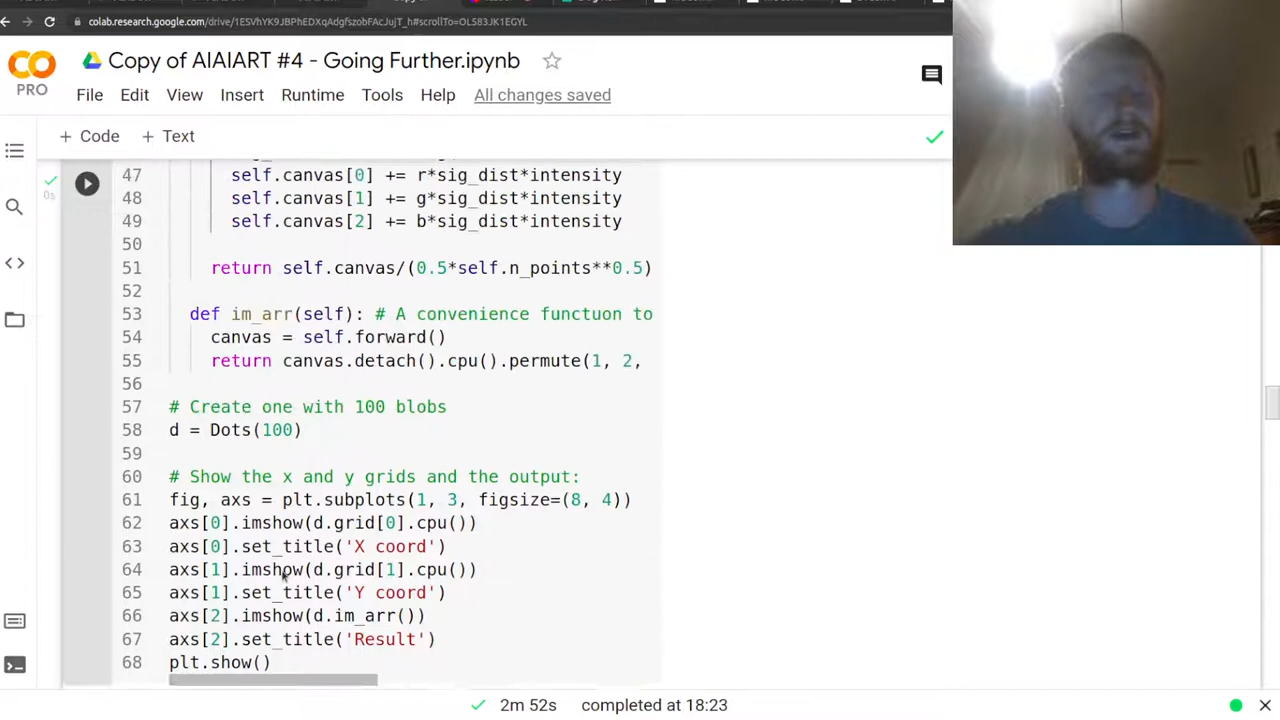 colab.research.google.com/drive/1ESVhYK9JBPhEDXqAdgfszobFAcJujT_h#scrollTo=OL583JK1EGYL
PRO
Copy of AIAIART #4 - Going Further.ipynb
File Edit View Insert Runtime Tools Help All changes saved
+ Code + Text
0s
47 self.canvas[0] += r*sig_dist*intensity
48 self.canvas[1] += g*sig_dist*intensity
49 self.canvas[2] += b*sig_dist*intensity
50
51 return self.canvas/(0.5*self.n_points**0.5)
52
53 def im_arr(self): # A convenience functuon to
54 canvas = self.forward()
55 return canvas.detach().cpu().permute(1, 2,
56
57 # Create one with 100 blobs
58 d = Dots(100)
59
60 # Show the x and y grids and the output:
61 fig, axs = plt.subplots(1, 3, figsize=(8, 4))
62 axs[0].imshow(d.grid[0].cpu())
63 axs[0].set_title('X coord')
64 axs[1].imshow(d.grid[1].cpu())
65 axs[1].set_title('Y coord')
66 axs[2].imshow(d.im_arr())
67 axs[2].set_title('Result')
68 plt.show()
2m 52s completed at 18:23